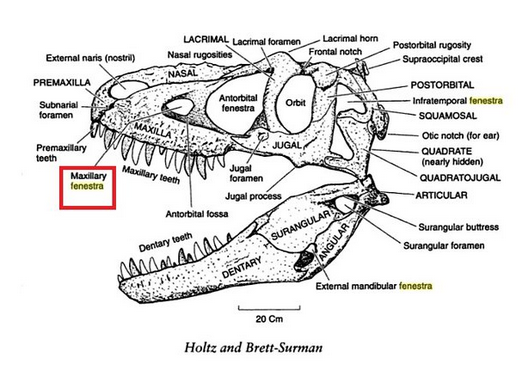 LACRIMAL
Lacrimal foramen
Lacrimal horn
Frontal notch
Postorbital rugosity
Supraoccipital crest
External naris (nostril)
Nasal rugosities
NASAL
PREMAXILLA
POSTORBITAL
Subnarial
foramen
Antorbital
fenestra
Orbit
Infratemporal fenestra
SQUAMOSAL
MAXILLA
Otic notch (for ear)
Premaxillary
teeth
JUGAL
QUADRATE
(nearly hidden)
Maxillary
fenestra
Maxillary teeth
Jugal
foramen
QUADRATOJUGAL
Jugal process
ARTICULAR
Antorbital fossa
SURANGULAR
Surangular buttress
Dentary teeth
ANGULAR
Surangular foramen
DENTARY
External mandibular fenestra
20 Cm
Holtz and Brett-Surman